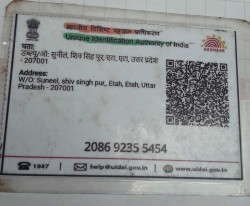 भारतीय विशिष्ट पहचान प्राधिकरण
Unique Identification Authority of India
AADHAAR
पता:
सुनील, शिव सिंह पुर, एटा, एटा, उत्तर प्रदेश
- 207001
Address:
W/O: Suneel, shiv singh pur, Etah, Etah, Uttar
Pradesh - 207001
2086 9235 5454
1947
help@uidai.gov.in
www.uidai.gov.in